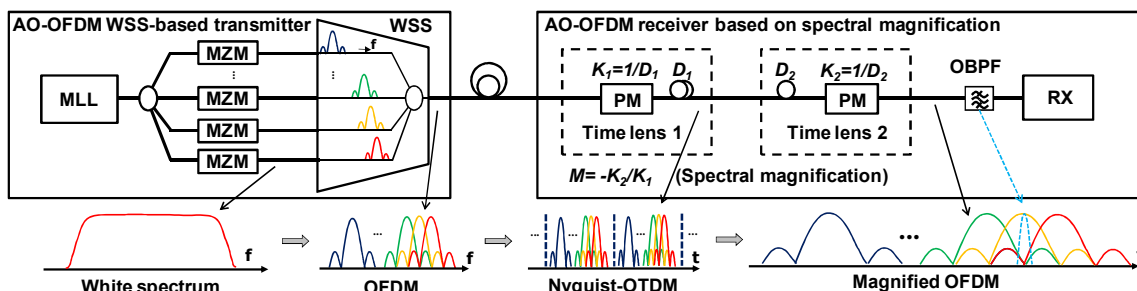 AO-OFDM WSS-based transmitter
WSS
MLL
MZM
...
MZM
MZM
MZM
f
...
AO-OFDM receiver based on spectral magnification
K1=1/D1
D1
PM
Time lens 1
D2
K2=1/D2
PM
Time lens 2
OBPF
RX
M= -K2/K1 (Spectral magnification)
f
White spectrum
...
f
OFDM
... ... ... ...
t
Nyquist-OTDM
...
Magnified OFDM